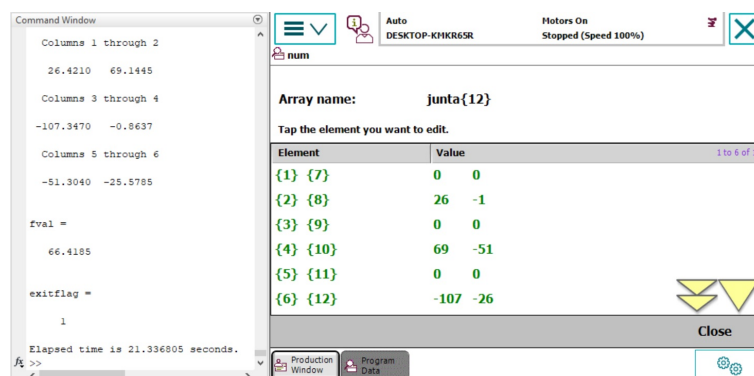 Command Window
Columns 1 through 2
26.4210 69.1445
Columns 3 through 4
-107.3470 -0.8637
Columns 5 through 6
-51.3040 -25.5785
fval =
66.4185
exitflag =
1
Elapsed time is 21.336805 seconds.
fx >>
Auto
DESKTOP-KMKR65R
Motors On
Stopped (Speed 100%)
num
Array name: junta{12}
Tap the element you want to edit.
Element Value 1 to 6 of
{1} {7} 0 0
{2} {8} 26 -1
{3} {9} 0 0
{4} {10} 69 -51
{5} {11} 0 0
{6} {12} -107 -26
Close
Production
Window
Program
Data